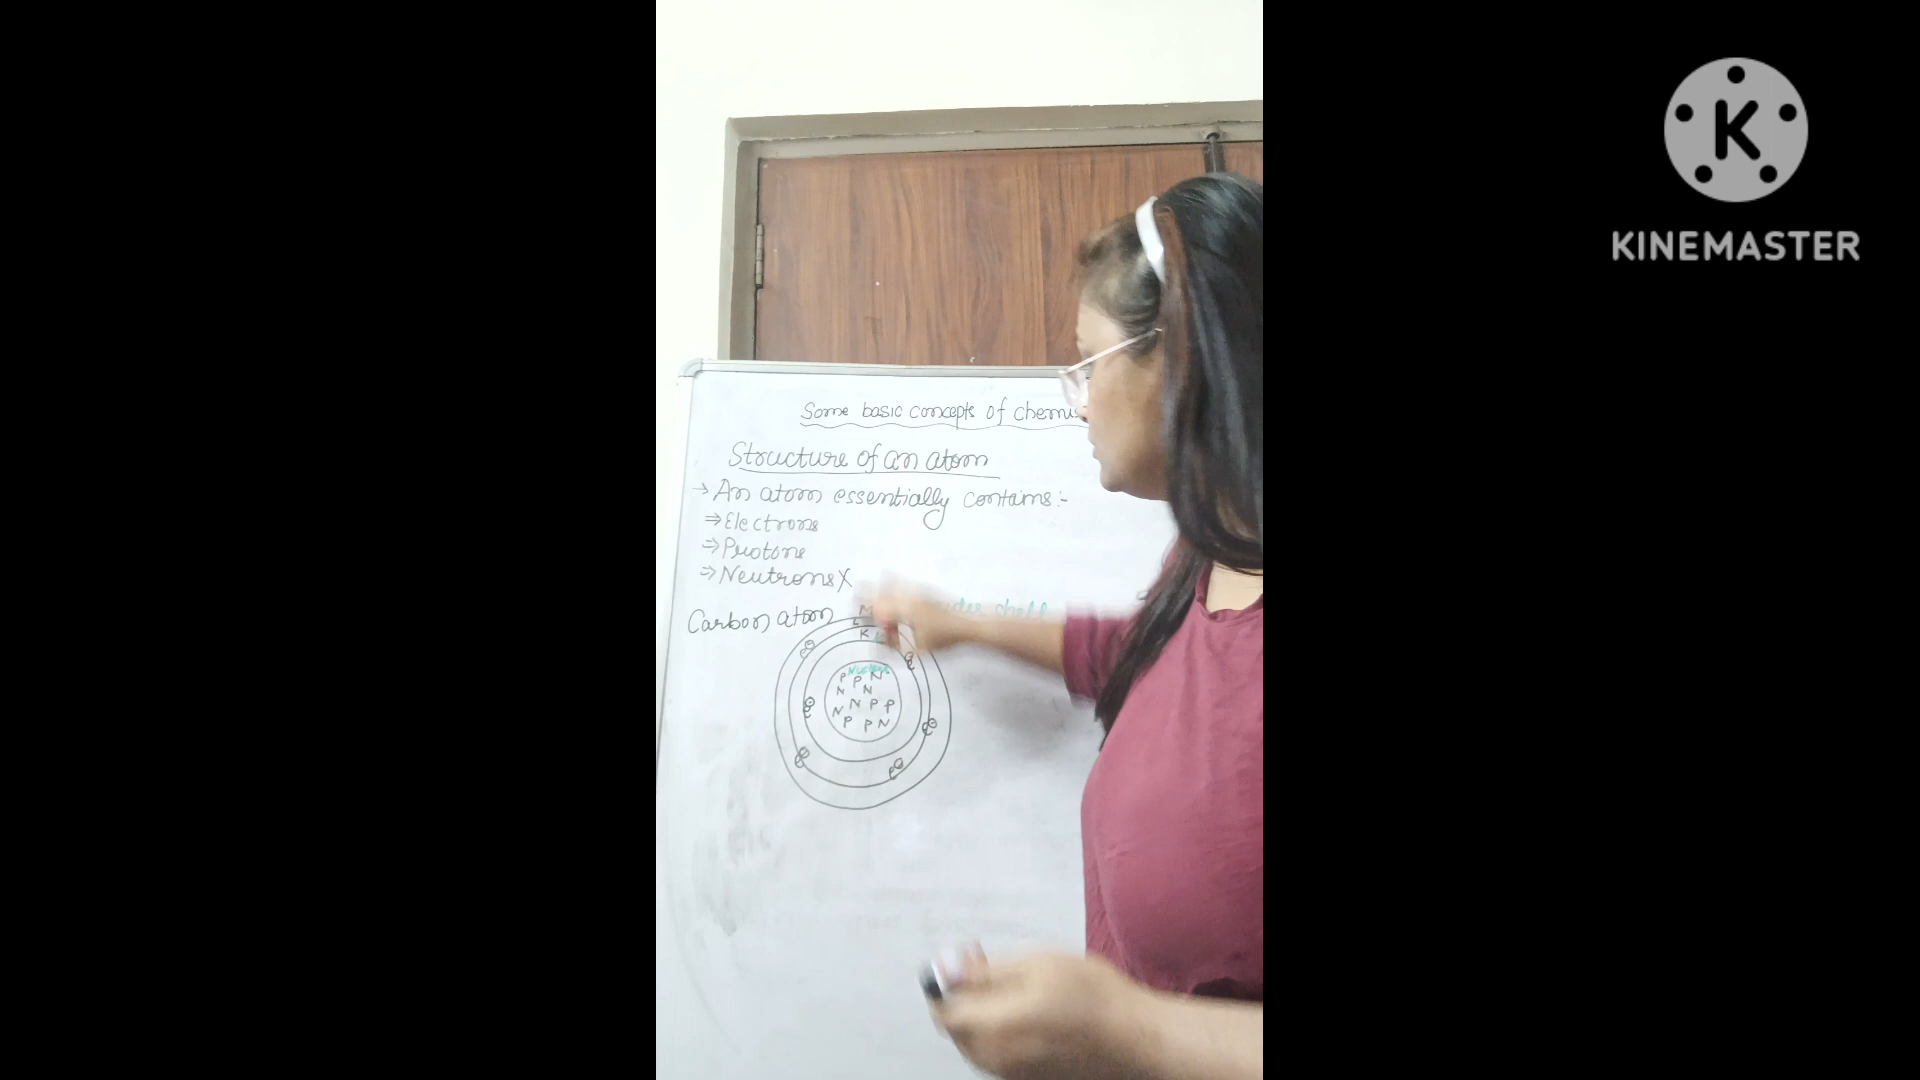 K
KINEMASTER
Some basic concepts of chemis
Structure of an atom
→ An atom essentially contains:-
⇒ Electrons
⇒ Protons
⇒ Neutrons X
Carbon atom
M
shell
L
K
Nucleus
P P N
N N
N N P P
P P N